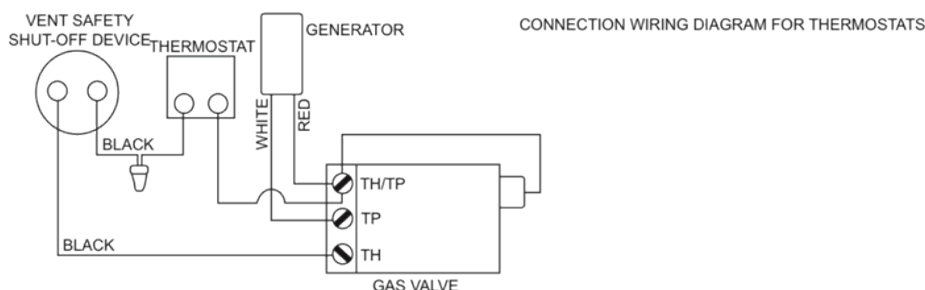 VENT SAFETY
SHUT-OFF DEVICE
THERMOSTAT
GENERATOR
CONNECTION WIRING DIAGRAM FOR THERMOSTATS
WHITE
RED
BLACK
TH/TP
TP
BLACK
TH
GAS VALVE